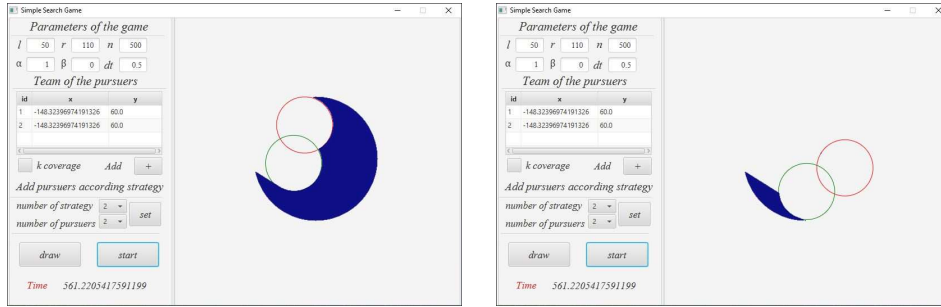 Simple Search Game
Parameters of the game
l 50 r 110 n 500
α 1 β 0 dt 0.5
Team of the pursuers
id x y
1 -148.32396974191326 60.0
2 -148.32396974191326 60.0
k coverage Add +
Add pursuers according strategy
number of strategy 2
set
number of pursuers 2
draw start
Time 561.2205417591199
Simple Search Game
Parameters of the game
l 50 r 110 n 500
α 1 β 0 dt 0.5
Team of the pursuers
id x y
1 -148.32396974191326 60.0
2 -148.32396974191326 60.0
k coverage Add +
Add pursuers according strategy
number of strategy 2
set
number of pursuers 2
draw start
Time 561.2205417591199